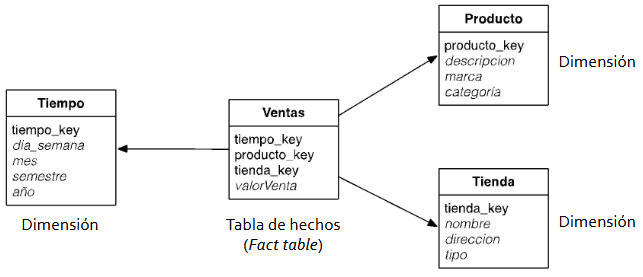 Producto
producto_key
descripcion
marca
categoría
Dimensión
Tiempo
tiempo_key
dia_semana
mes
semestre
año
Dimensión
Ventas
tiempo_key
producto_key
tienda_key
valorVenta
Tabla de hechos
(Fact table)
Tienda
tienda_key
nombre
direccion
tipo
Dimensión